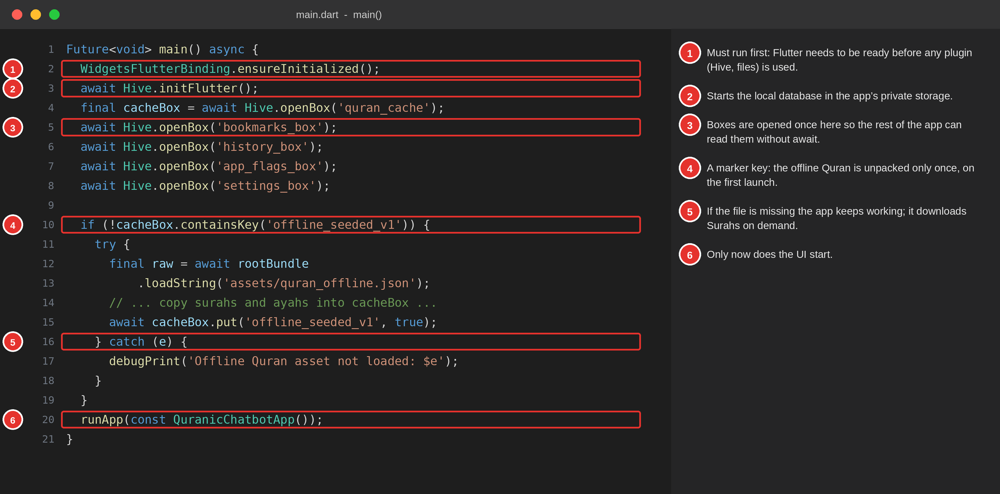 main.dart - main()
1 Future<void> main() async {
1 2 WidgetsFlutterBinding.ensureInitialized();
2 3 await Hive.initFlutter();
4 final cacheBox = await Hive.openBox('quran_cache');
3 5 await Hive.openBox('bookmarks_box');
6 await Hive.openBox('history_box');
7 await Hive.openBox('app_flags_box');
8 await Hive.openBox('settings_box');
9
4 10 if (!cacheBox.containsKey('offline_seeded_v1')) {
11 try {
12 final raw = await rootBundle
13 .loadString('assets/quran_offline.json');
14 // ... copy surahs and ayahs into cacheBox ...
15 await cacheBox.put('offline_seeded_v1', true);
5 16 } catch (e) {
17 debugPrint('Offline Quran asset not loaded: $e');
18 }
19 }
6 20 runApp(const QuranicChatbotApp());
21 }
1 Must run first: Flutter needs to be ready before any plugin
(Hive, files) is used.
2 Starts the local database in the app’s private storage.
3 Boxes are opened once here so the rest of the app can
read them without await.
4 A marker key: the offline Quran is unpacked only once, on
the first launch.
5 If the file is missing the app keeps working; it downloads
Surahs on demand.
6 Only now does the UI start.